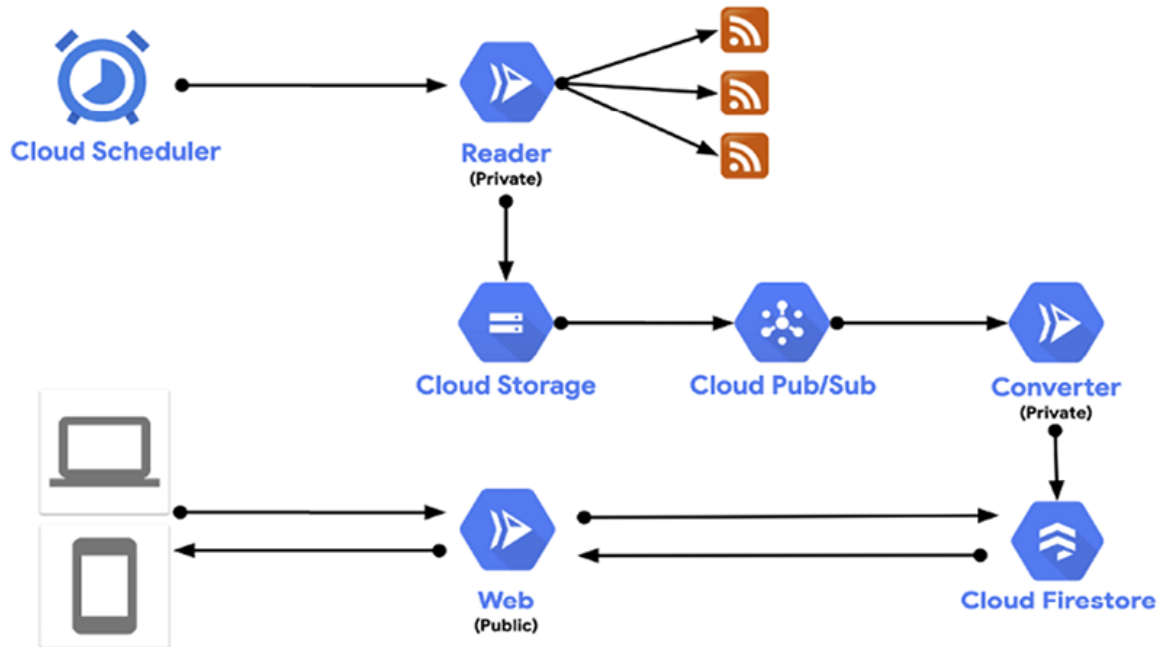 Cloud Scheduler
Reader
(Private)
Cloud Storage
Cloud Pub/Sub
Converter
(Private)
Web
(Public)
Cloud Firestore